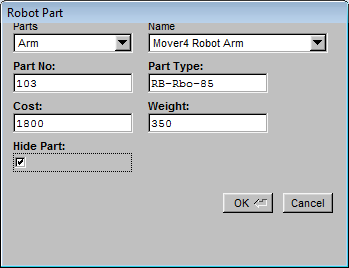 Robot Part
Parts Name
Arm Mover4 Robot Arm
Part No: Part Type:
103 RB-Rbo-85
Cost: Weight:
1800 350
Hide Part:
OK Cancel